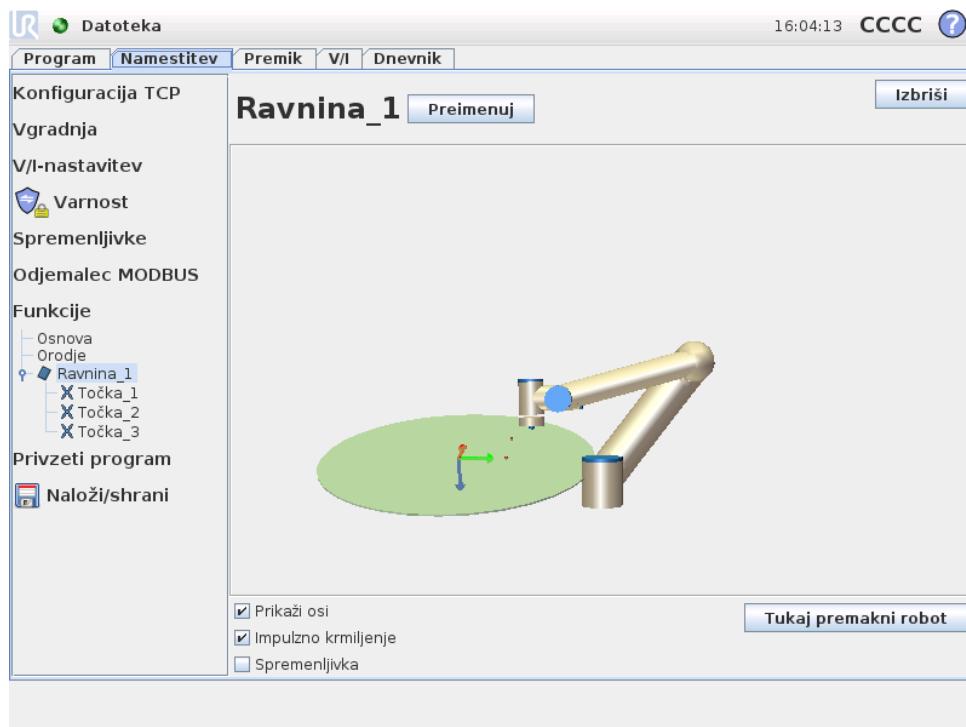 UR Datoteka 16:04:13 CCCC ?
Program Namestitev Premik V/I Dnevnik
Konfiguracija TCP
Vgradnja
V/I-nastavitev
Varnost
Spremenljivke
Odjemalec MODBUS
Funkcije
Osnova
Orodje
Ravnina_1
Točka_1
Točka_2
Točka_3
Privzeti program
Naloži/shrani
Ravnina_1 Preimenuj Izbriši
Prikaži osi
Impulzno krmiljenje
Spremenljivka
Tukaj premakni robot